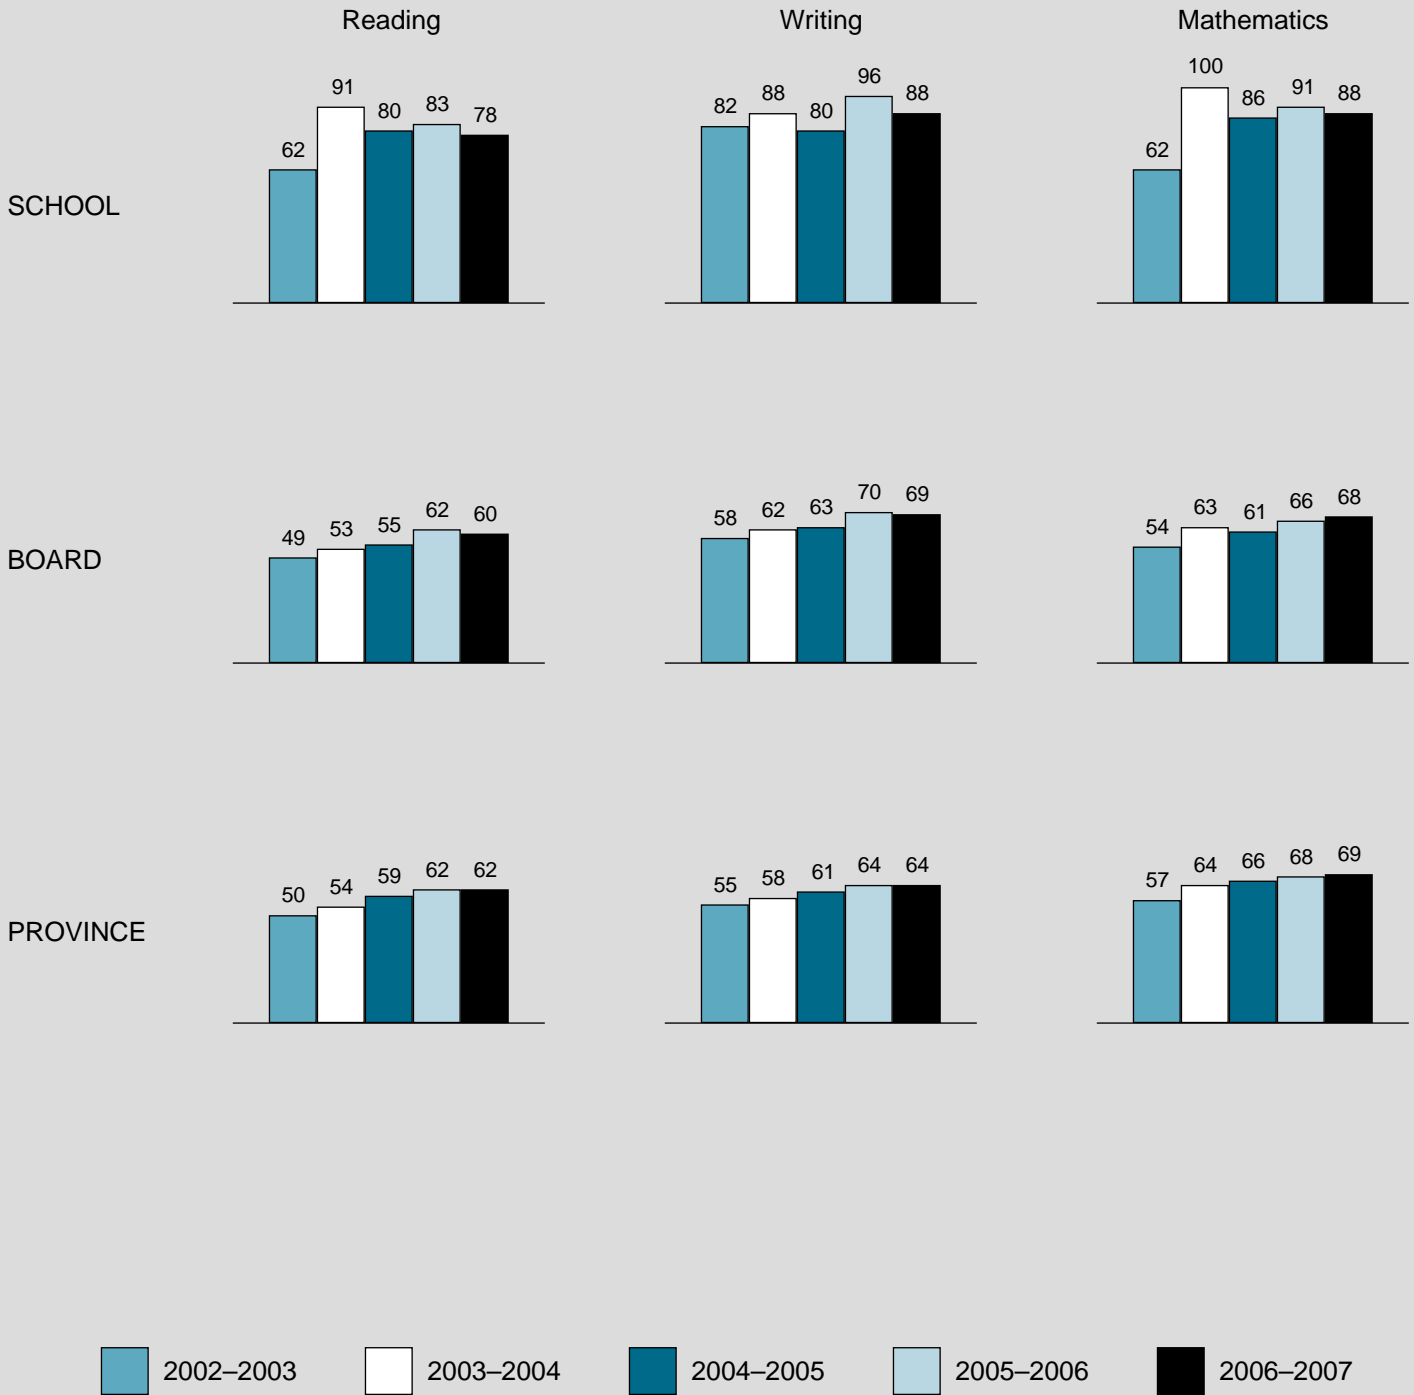 Reading Writing Mathematics
SCHOOL
62 91 80 83 78
82 88 80 96 88
62 100 86 91 88
BOARD
49 53 55 62 60
58 62 63 70 69
54 63 61 66 68
PROVINCE
50 54 59 62 62
55 58 61 64 64
57 64 66 68 69
2002–2003 2003–2004 2004–2005 2005–2006 2006–2007